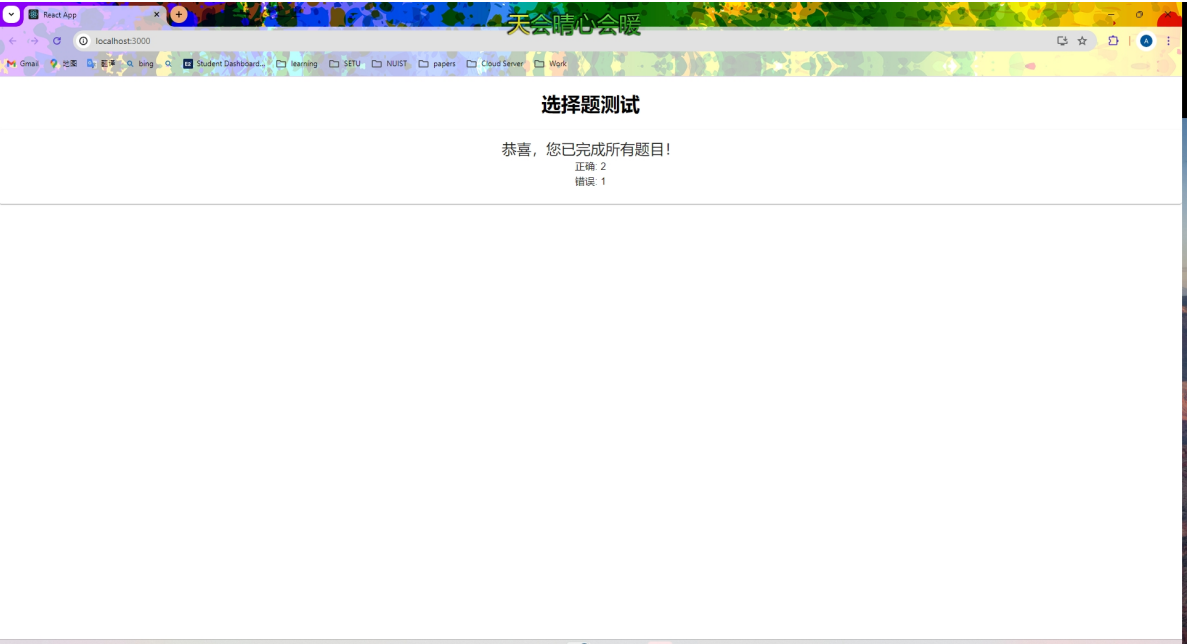 React App
天会晴心会暖
localhost:3000
Gmail 地图 bing Student Dashboard... learning SETU NUIST papers Cloud Server Work
选择题测试
恭喜，您已完成所有题目！
正确: 2
错误: 1